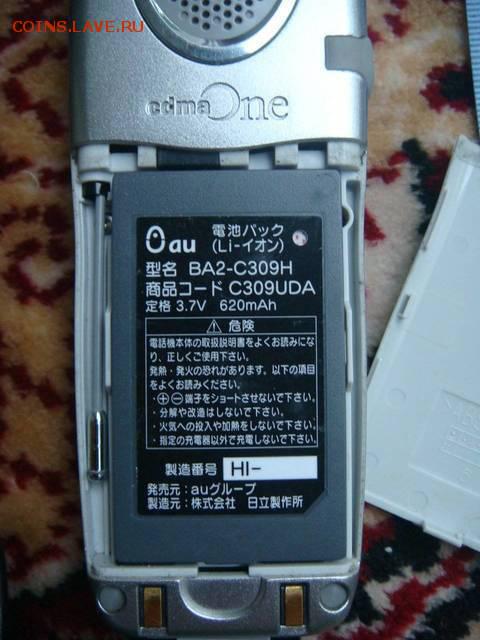 COINS.LAVE.RU
cdmaOne
au
電池パック
(Li-イオン)
型名 BA2-C309H
商品コード C309UDA
定格 3.7V 620mAh
⚠ 危険
電話機本体の取扱説明書をよくお読みにな
り、正しくご使用下さい。
発熱・発火の恐れがあります。以下の項目
をよくお読みください。
・⊕⊖端子をショートさせないで下さい。
・分解や改造はしないで下さい。
・火気への投入や加熱をしないで下さい。
・指定の充電器以外で充電しないで下さい。
製造番号 HI-
発売元：auグループ
製造元：株式会社 日立製作所